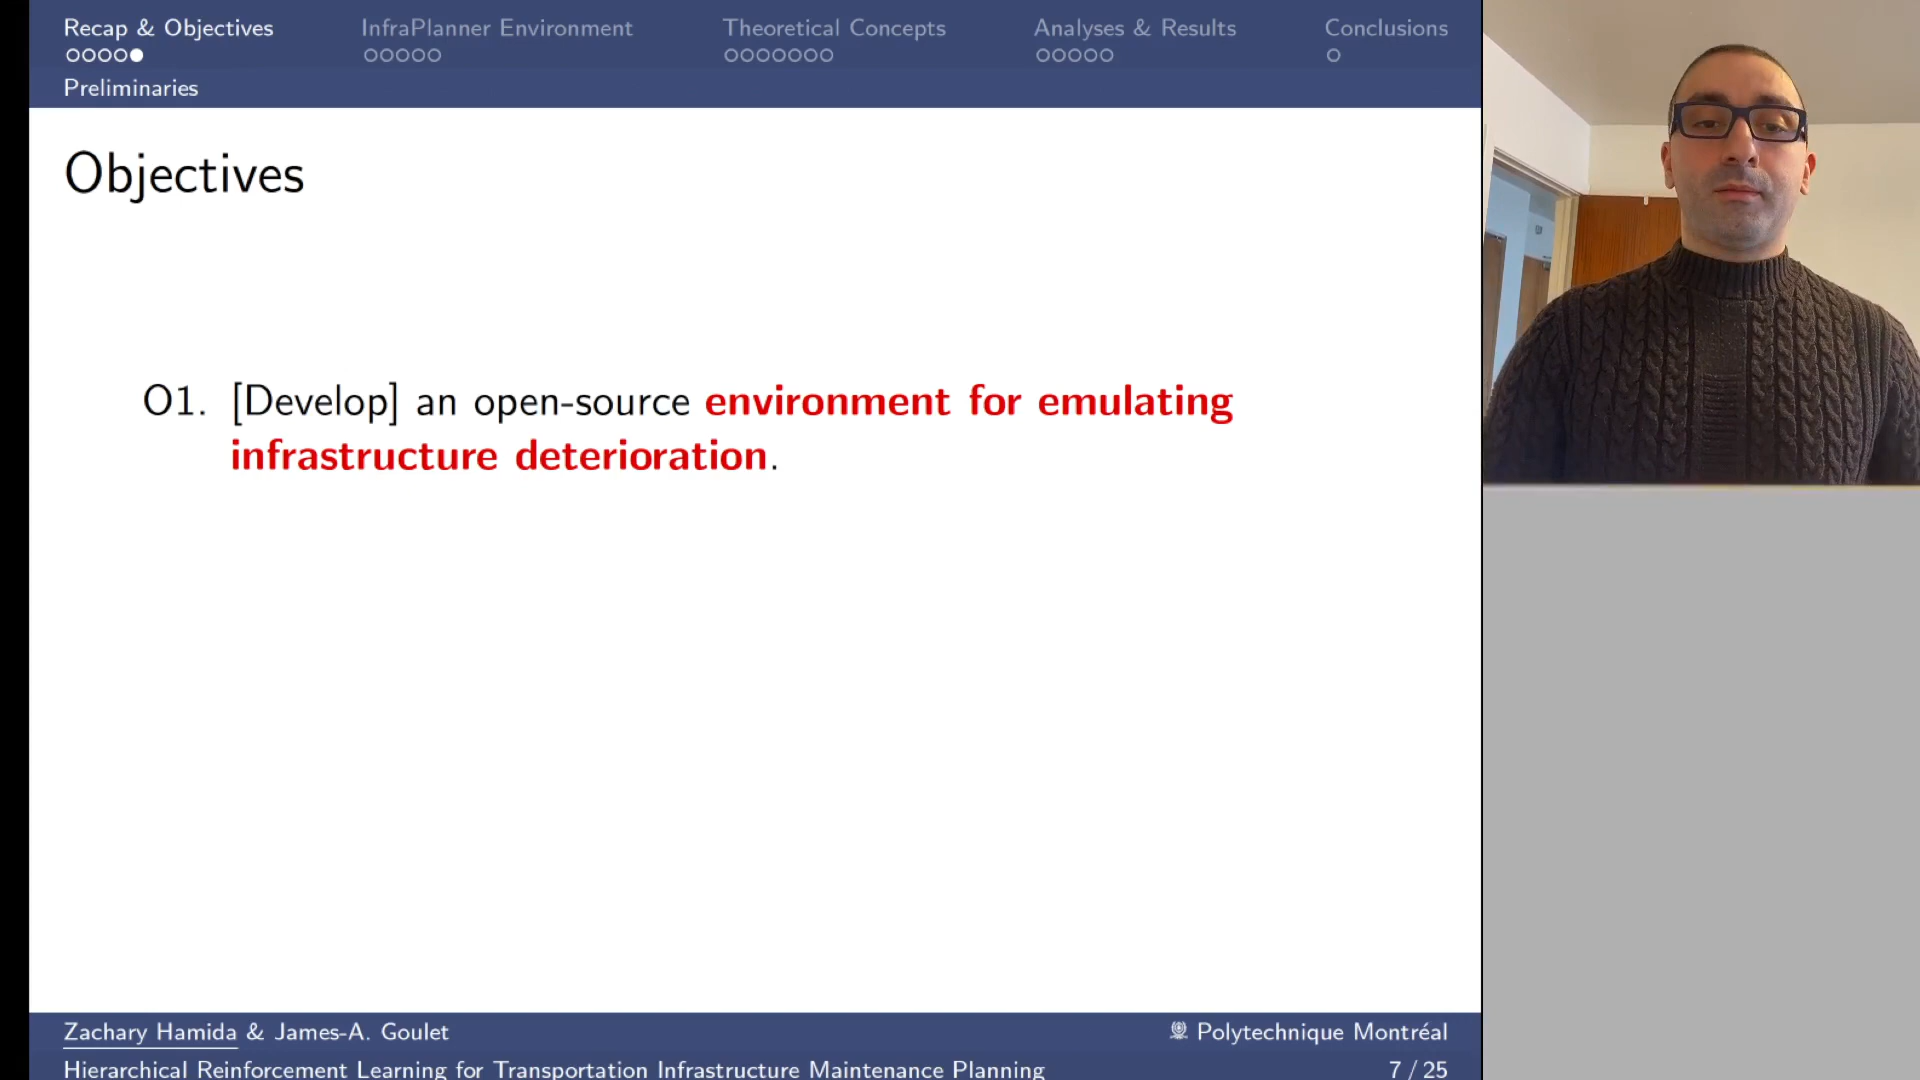 Recap & Objectives
InfraPlanner Environment
Theoretical Concepts
Analyses & Results
Conclusions
Preliminaries
Objectives
O1. [Develop] an open-source environment for emulating
infrastructure deterioration.
Zachary Hamida & James-A. Goulet
Polytechnique Montréal
Hierarchical Reinforcement Learning for Transportation Infrastructure Maintenance Planning
7 / 25